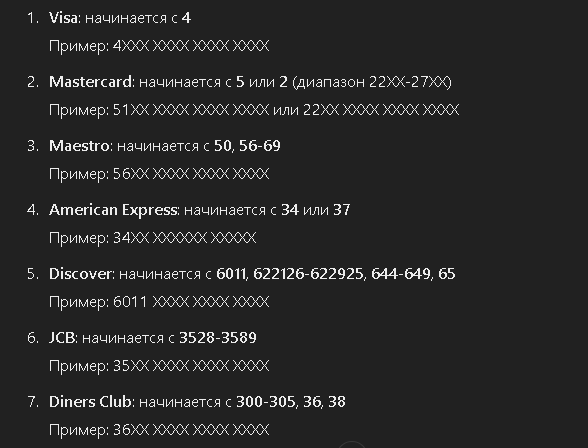 1. Visa: начинается с 4
Пример: 4XXX XXXX XXXX XXXX
2. Mastercard: начинается с 5 или 2 (диапазон 22XX-27XX)
Пример: 51XX XXXX XXXX XXXX или 22XX XXXX XXXX XXXX
3. Maestro: начинается с 50, 56-69
Пример: 56XX XXXX XXXX XXXX
4. American Express: начинается с 34 или 37
Пример: 34XX XXXXXX XXXXX
5. Discover: начинается с 6011, 622126-622925, 644-649, 65
Пример: 6011 XXXX XXXX XXXX
6. JCB: начинается с 3528-3589
Пример: 35XX XXXX XXXX XXXX
7. Diners Club: начинается с 300-305, 36, 38
Пример: 36XX XXXX XXXX XXXX